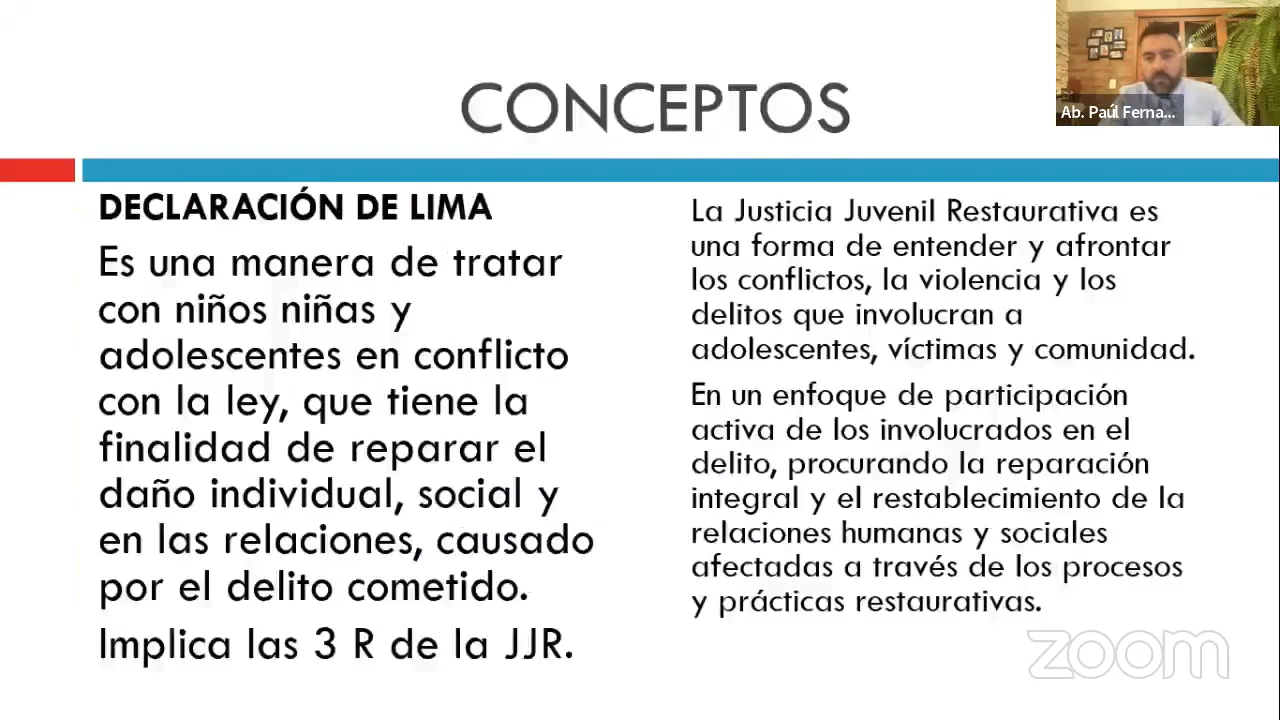 CONCEPTOS
Ab. Paúl Ferna...
DECLARACIÓN DE LIMA
Es una manera de tratar
con niños niñas y
adolescentes en conflicto
con la ley, que tiene la
finalidad de reparar el
daño individual, social y
en las relaciones, causado
por el delito cometido.
Implica las 3 R de la JJR.
La Justicia Juvenil Restaurativa es
una forma de entender y afrontar
los conflictos, la violencia y los
delitos que involucran a
adolescentes, víctimas y comunidad.
En un enfoque de participación
activa de los involucrados en el
delito, procurando la reparación
integral y el restablecimiento de la
relaciones humanas y sociales
afectadas a través de los procesos
y prácticas restaurativas.
zoom